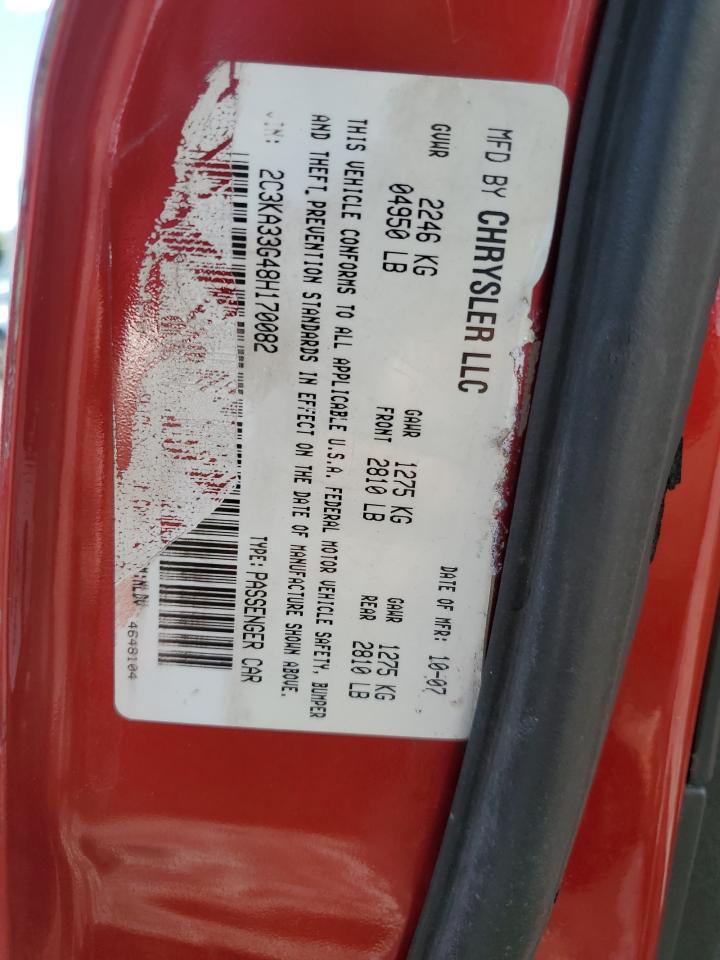 MFD BY CHRYSLER LLC
DATE OF MFR: 10-07
GVWR 2246 KG
04950 LB
GAWR 1275 KG
FRONT 2810 LB
GAWR 1275 KG
REAR 2810 LB
THIS VEHICLE CONFORMS TO ALL APPLICABLE U.S.A. FEDERAL MOTOR VEHICLE SAFETY, BUMPER
AND THEFT PREVENTION STANDARDS IN EFFECT ON THE DATE OF MANUFACTURE SHOWN ABOVE.
VIN: 2C3KA33G48H170082
TYPE: PASSENGER CAR
4648104